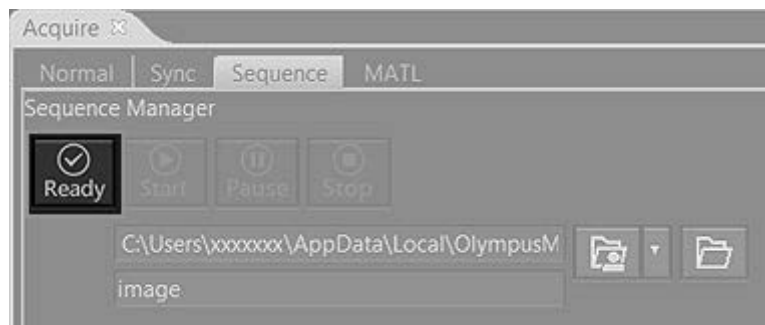 Acquire
Normal Sync Sequence MATL
Sequence Manager
Ready Start Pause Stop
C:\Users\xxxxxxx\AppData\Local\OlympusM
image